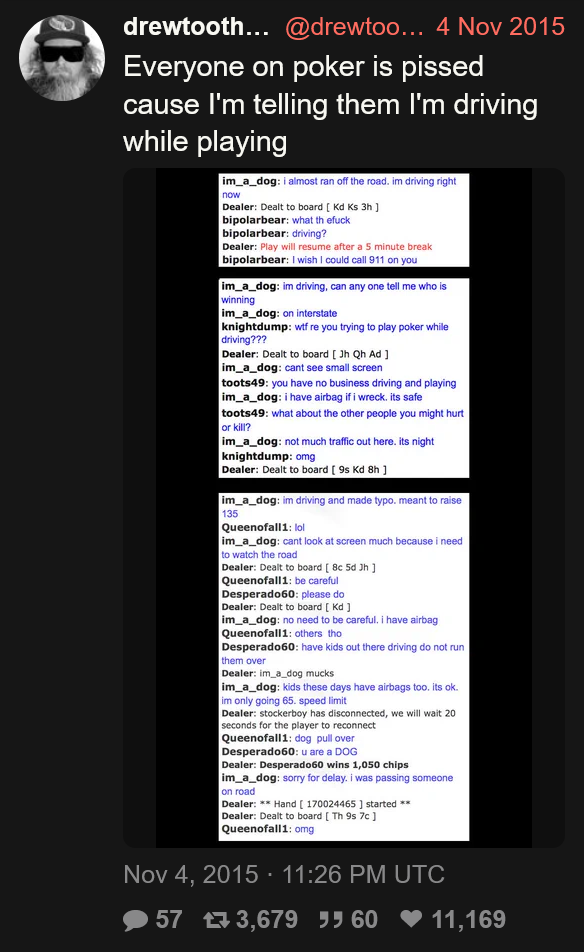 drewtooth... @drewtoo... 4 Nov 2015
Everyone on poker is pissed
cause I'm telling them I'm driving
while playing
im_a_dog: i almost ran off the road. im driving right
now
Dealer: Dealt to board [ Kd Ks 3h ]
bipolarbear: what th efuck
bipolarbear: driving?
Dealer: Play will resume after a 5 minute break
bipolarbear: I wish I could call 911 on you
im_a_dog: im driving, can any one tell me who is
winning
im_a_dog: on interstate
knightdump: wtf re you trying to play poker while
driving???
Dealer: Dealt to board [ Jh Qh Ad ]
im_a_dog: cant see small screen
toots49: you have no business driving and playing
im_a_dog: i have airbag if i wreck. its safe
toots49: what about the other people you might hurt
or kill?
im_a_dog: not much traffic out here. its night
knightdump: omg
Dealer: Dealt to board [ 9s Kd 8h ]
im_a_dog: im driving and made typo. meant to raise
135
Queenofall1: lol
im_a_dog: cant look at screen much because i need
to watch the road
Dealer: Dealt to board [ 8c 5d Jh ]
Queenofall1: be careful
Desperado60: please do
Dealer: Dealt to board [ Kd ]
im_a_dog: no need to be careful. i have airbag
Queenofall1: others tho
Desperado60: have kids out there driving do not run
them over
Dealer: im_a_dog mucks
im_a_dog: kids these days have airbags too. its ok.
im only going 65. speed limit
Dealer: stockerboy has disconnected, we will wait 20
seconds for the player to reconnect
Queenofall1: dog pull over
Desperado60: u are a DOG
Dealer: Desperado60 wins 1,050 chips
im_a_dog: sorry for delay. i was passing someone
on road
Dealer: ** Hand [ 170024465 ] started **
Dealer: Dealt to board [ Th 9s 7c ]
Queenofall1: omg
Nov 4, 2015 · 11:26 PM UTC
57 3,679 60 11,169